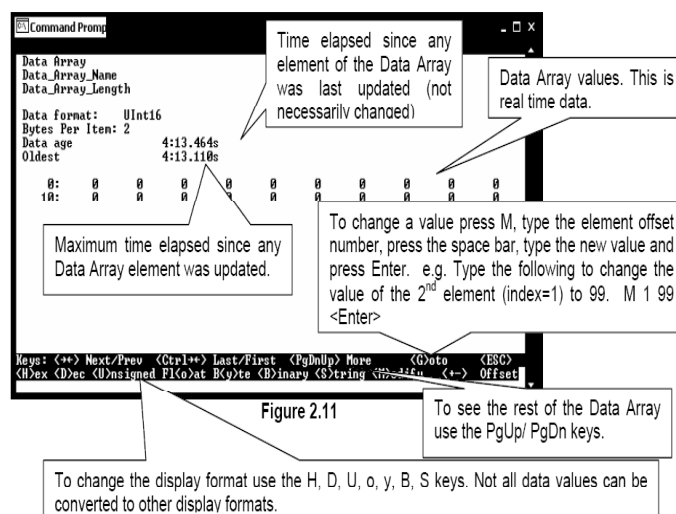 Command Promp
Time elapsed since any
element of the Data Array
was last updated (not
necessarily changed)
Data Array values. This is
real time data.
Data Array
Data_Array_Name
Data_Array_Length
Data format: UInt16
Bytes Per Item: 2
Data age 4:13.464s
Oldest 4:13.110s
0: 0 0 0 0 0 0 0 0 0 0
10: 0 0 0 0 0 0 0 0 0 0
Maximum time elapsed since any
Data Array element was updated.
To change a value press M, type the element offset
number, press the space bar, type the new value and
press Enter. e.g. Type the following to change the
value of the 2nd element (index=1) to 99. M 1 99
<Enter>
Keys: <↔> Next/Prev <Ctrl↔> Last/First <PgDnUp> More <G>oto <ESC>
<H>ex <D>ec <U>nsigned Fl<o>at B<y>te <B>inary <S>tring <M>odify <+-> Offset
Figure 2.11
To see the rest of the Data Array
use the PgUp/ PgDn keys.
To change the display format use the H, D, U, o, y, B, S keys. Not all data values can be
converted to other display formats.